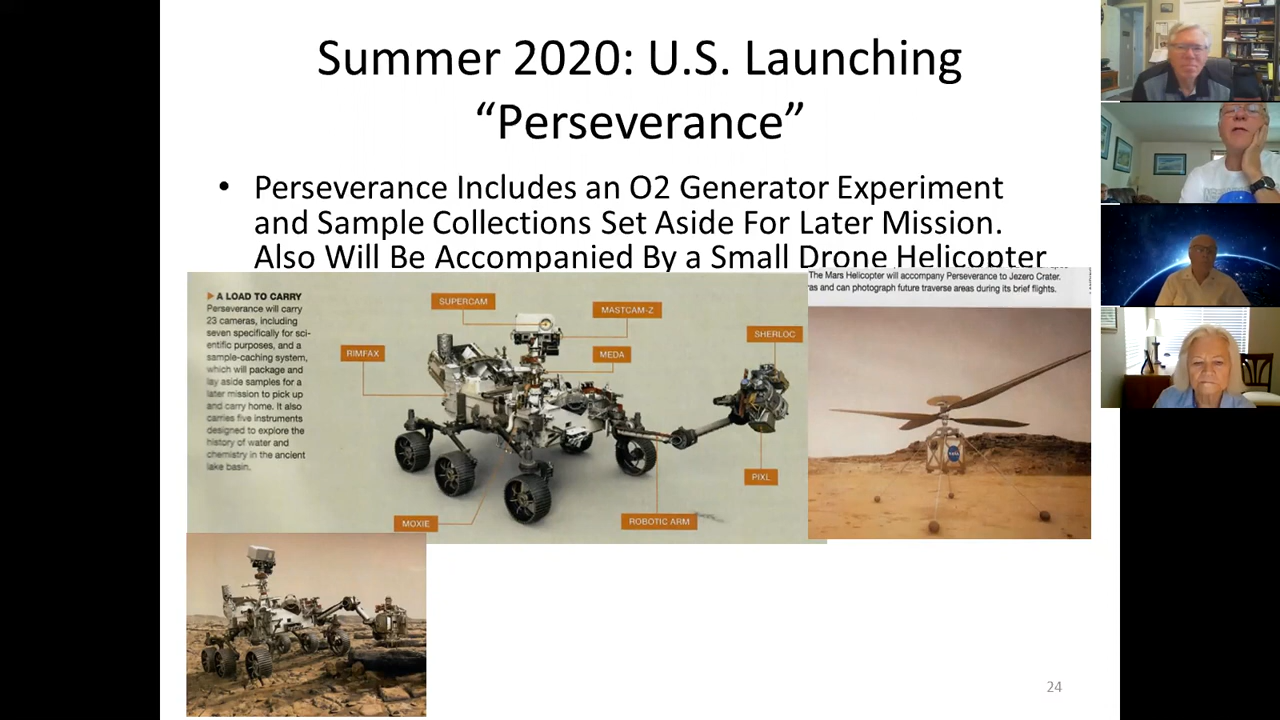 Summer 2020: U.S. Launching
“Perseverance”
• Perseverance Includes an O2 Generator Experiment
and Sample Collections Set Aside For Later Mission.
Also Will Be Accompanied By a Small Drone Helicopter
▶ A LOAD TO CARRY
Perseverance will carry
23 cameras, including
seven specifically for sci-
entific purposes, and a
sample-caching system,
which will package and
lay aside samples for a
later mission to pick up
and carry home. It also
carries five instruments
designed to explore the
history of water and
chemistry in the ancient
lake basin.
SUPERCAM
MASTCAM-Z
RIMFAX
MEDA
SHERLOC
PIXL
MOXIE
ROBOTIC ARM
The Mars Helicopter will accompany Perseverance to Jezero Crater.
and can photograph future traverse areas during its brief flights.
NASA
24